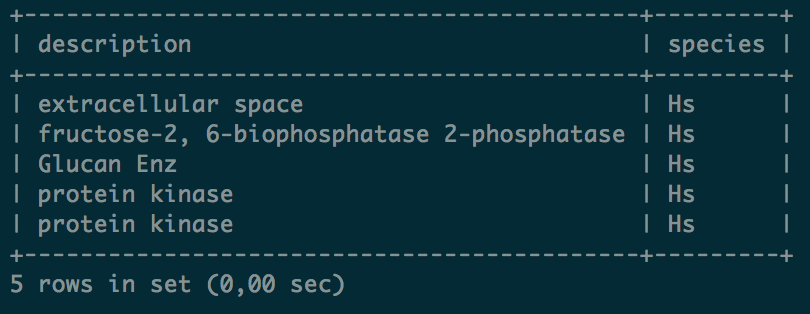 +----------------------------------------+---------+
| description                            | species |
+----------------------------------------+---------+
| extracellular space                    | Hs      |
| fructose-2, 6-biophosphatase 2-phosphatase | Hs      |
| Glucan Enz                             | Hs      |
| protein kinase                         | Hs      |
| protein kinase                         | Hs      |
+----------------------------------------+---------+
5 rows in set (0,00 sec)